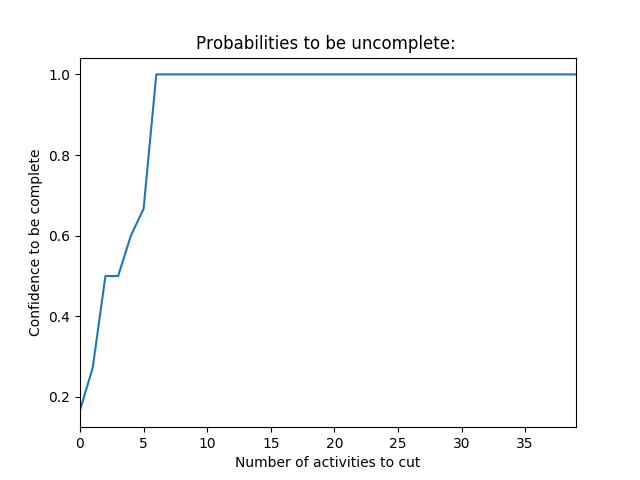 Probabilities to be uncomplete:
1.0
0.8
0.6
0.4
0.2
Confidence to be complete
0 5 10 15 20 25 30 35
Number of activities to cut